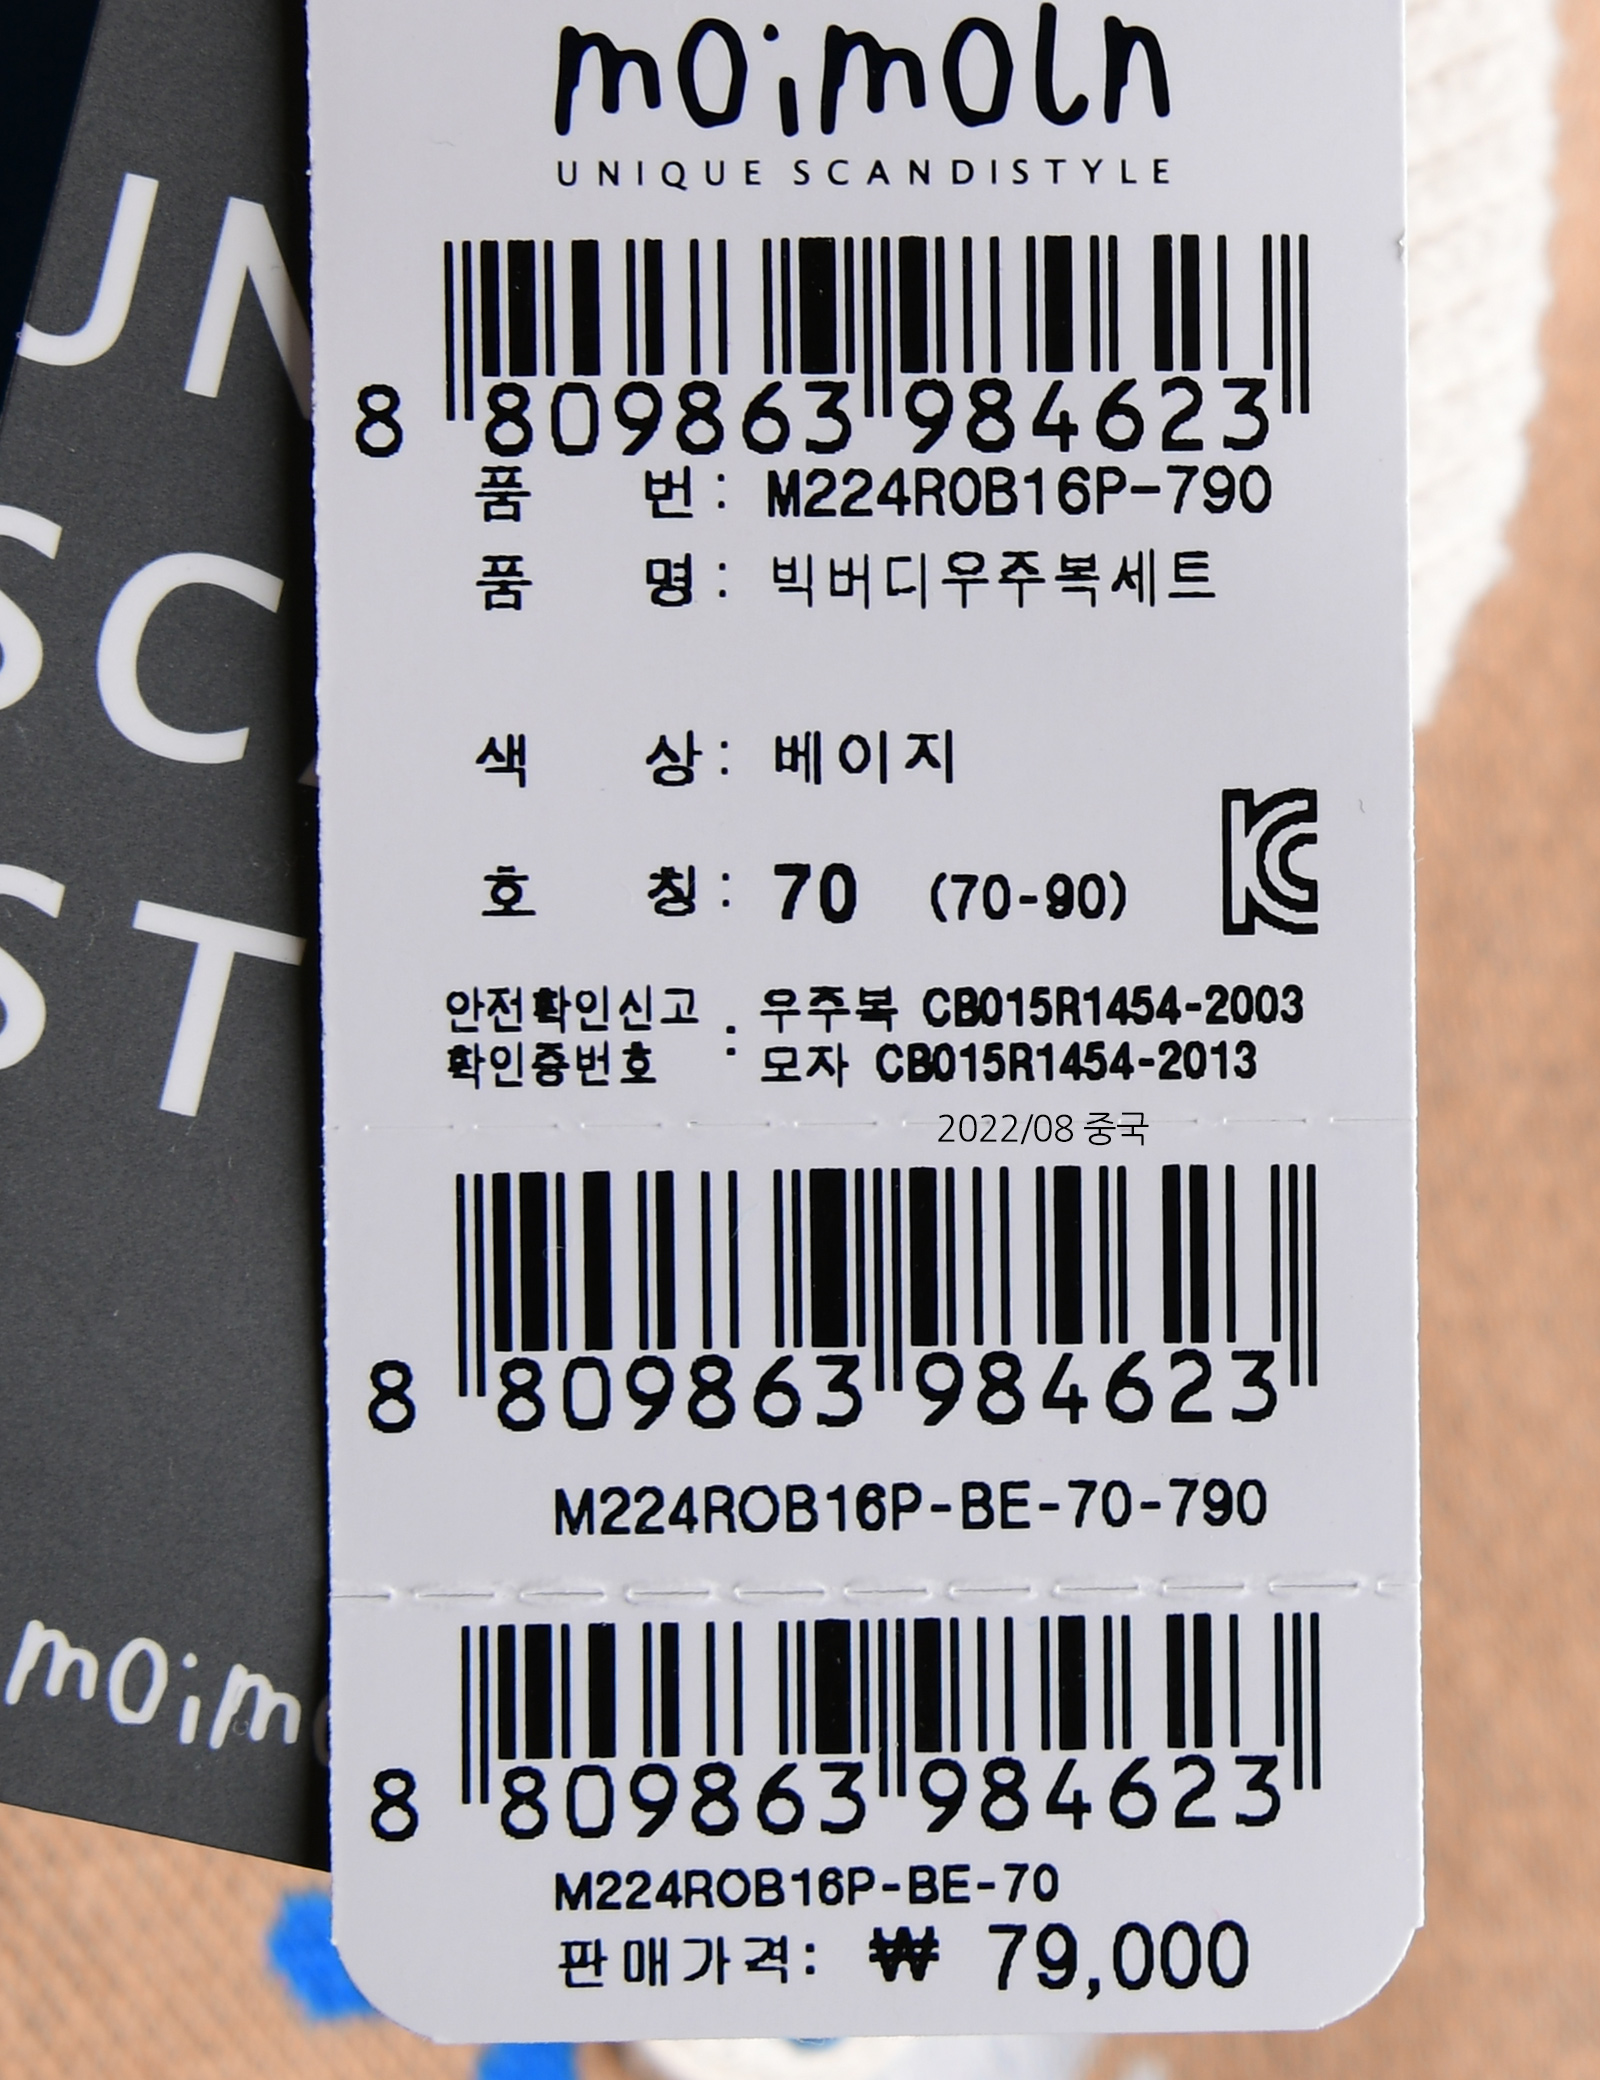 moimoln
UNIQUE SCANDISTYLE
8 809863 984623
품 번 : M224ROB16P-790
품 명 : 빅버디우주복세트
색 상 : 베이지
호 칭 : 70 (70-90)
안전확인신고 : 우주복 CB015R1454-2003
확인증번호 : 모자 CB015R1454-2013
2022/08 중국
8 809863 984623
M224ROB16P-BE-70-790
8 809863 984623
M224ROB16P-BE-70
판매가격: ₩ 79,000
UN
SC
ST
moim